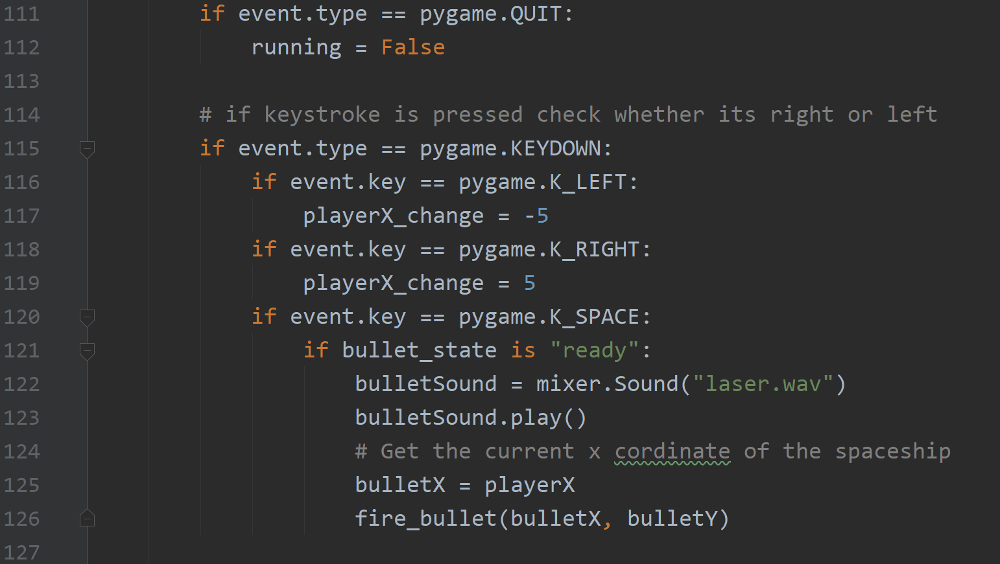 111 if event.type == pygame.QUIT:
112 running = False
113
114 # if keystroke is pressed check whether its right or left
115 if event.type == pygame.KEYDOWN:
116 if event.key == pygame.K_LEFT:
117 playerX_change = -5
118 if event.key == pygame.K_RIGHT:
119 playerX_change = 5
120 if event.key == pygame.K_SPACE:
121 if bullet_state is "ready":
122 bulletSound = mixer.Sound("laser.wav")
123 bulletSound.play()
124 # Get the current x cordinate of the spaceship
125 bulletX = playerX
126 fire_bullet(bulletX, bulletY)
127